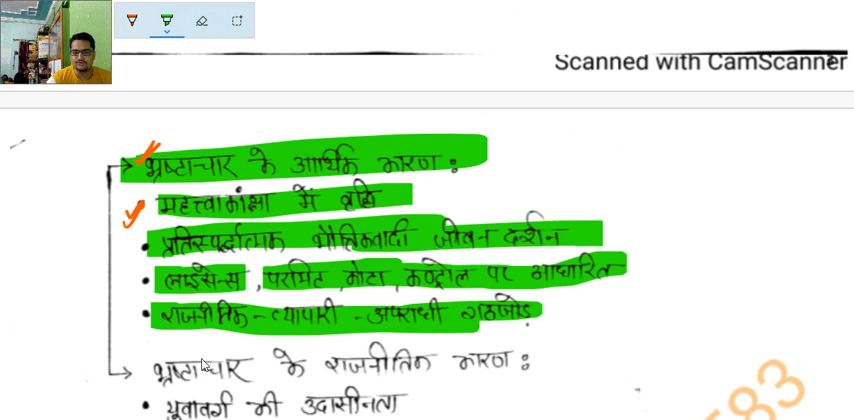 Scanned with CamScanner
भ्रष्टाचार के आर्थिक कारण :
• महत्त्वाकांक्षा में वृद्धि
• प्रतिस्पर्द्धात्मक भौतिकवादी जीवन दर्शन
• लाइसेन्स , परमिट, कोटा, कण्ट्रोल पर आधारित
• राजनीतिक - व्यापारी - अपराधी गठजोड़
भ्रष्टाचार के राजनीतिक कारण :
• युवावर्ग की उदासीनता
583